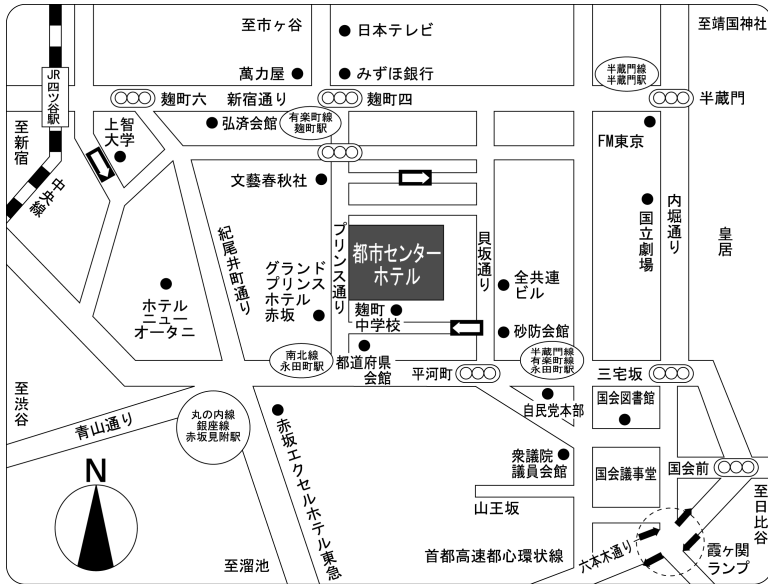 至市ヶ谷
日本テレビ
至靖国神社
萬力屋
みずほ銀行
半蔵門線
半蔵門駅
JR
四ツ谷駅
麹町六
新宿通り
麹町四
半蔵門
至新宿
上智
大学
弘済会館
有楽町線
麹町駅
FM東京
中央線
文藝春秋社
紀尾井町通り
プリンス通り
都市センター
ホテル
貝坂通り
国立劇場
内堀通り
皇居
グランド
プリンス
ホテル
赤坂
全共連
ビル
ホテル
ニュー
オータニ
麹町
中学校
砂防会館
南北線
永田町駅
都道府県
会館
平河町
半蔵門線
有楽町線
永田町駅
三宅坂
至渋谷
青山通り
丸の内線
銀座線
赤坂見附駅
赤坂エクセルホテル東急
自民党本部
国会図書館
衆議院
議員会館
国会議事堂
国会前
N
山王坂
至日比谷
至溜池
首都高速都心環状線
六本木通り
霞ヶ関
ランプ